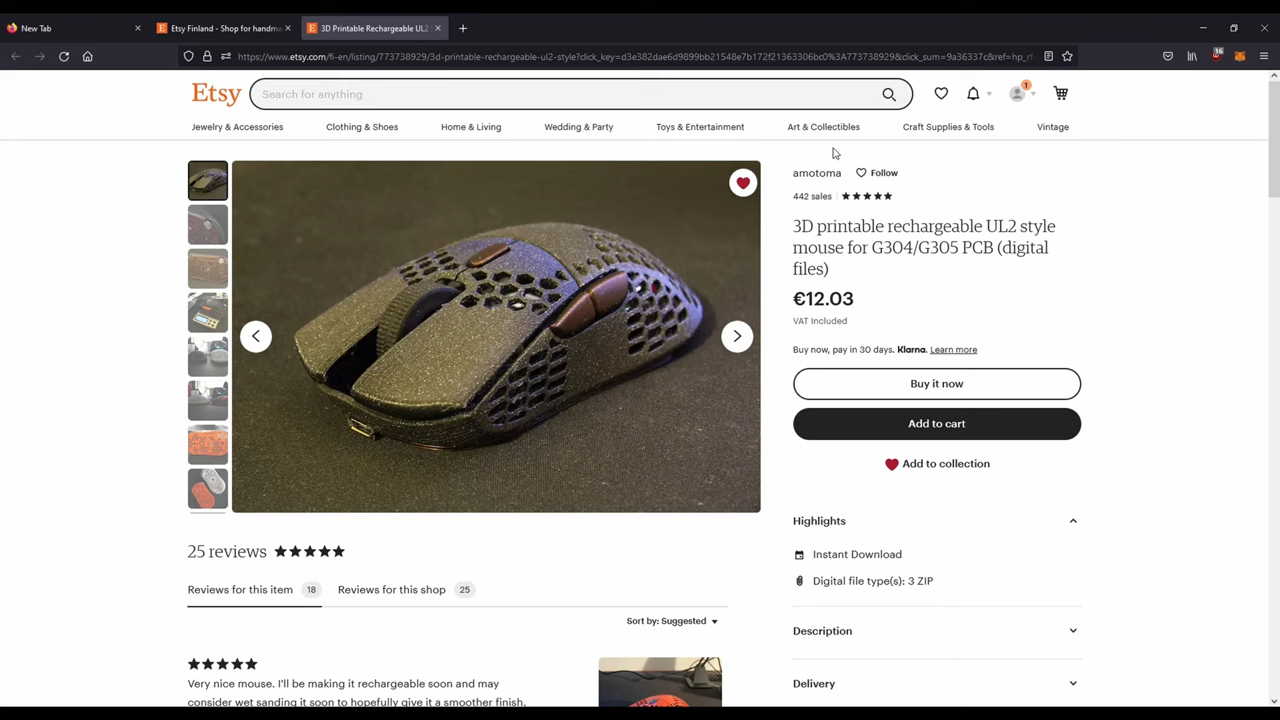 New Tab
Etsy Finland - Shop for handma
3D Printable Rechargeable UL2
https://www.etsy.com/fi-en/listing/773738929/3d-printable-rechargeable-ul2-style?click_key=d3e382dae6d9899bb21548e7b172f21363306bc0%3A773738929&click_sum=9a36337c&ref=hp_rf
16
Etsy
Search for anything
1
Jewelry & Accessories
Clothing & Shoes
Home & Living
Wedding & Party
Toys & Entertainment
Art & Collectibles
Craft Supplies & Tools
Vintage
amotoma
Follow
442 sales
3D printable rechargeable UL2 style
mouse for G304/G305 PCB (digital
files)
€12.03
VAT Included
Buy now, pay in 30 days. Klarna. Learn more
Buy it now
Add to cart
Add to collection
Highlights
Instant Download
Digital file type(s): 3 ZIP
Description
Delivery
25 reviews
Reviews for this item 18
Reviews for this shop 25
Sort by: Suggested
Very nice mouse. I'll be making it rechargeable soon and may
consider wet sanding it soon to hopefully give it a smoother finish.